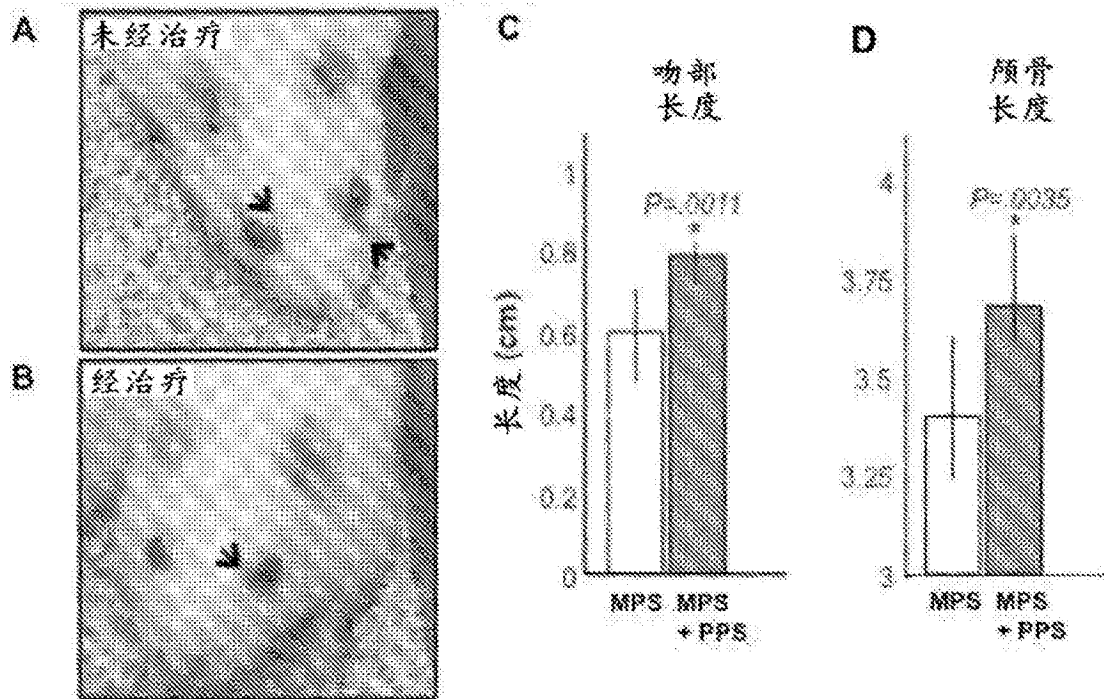 A
未经治疗
B
经治疗
C
吻部
长度
P=.0011
*
长度 (cm)
1
0.8
0.6
0.4
0.2
0
MPS
MPS
+ PPS
D
颅骨
长度
P=.0035
*
4
3.75
3.5
3.25
3
MPS
MPS
+ PPS